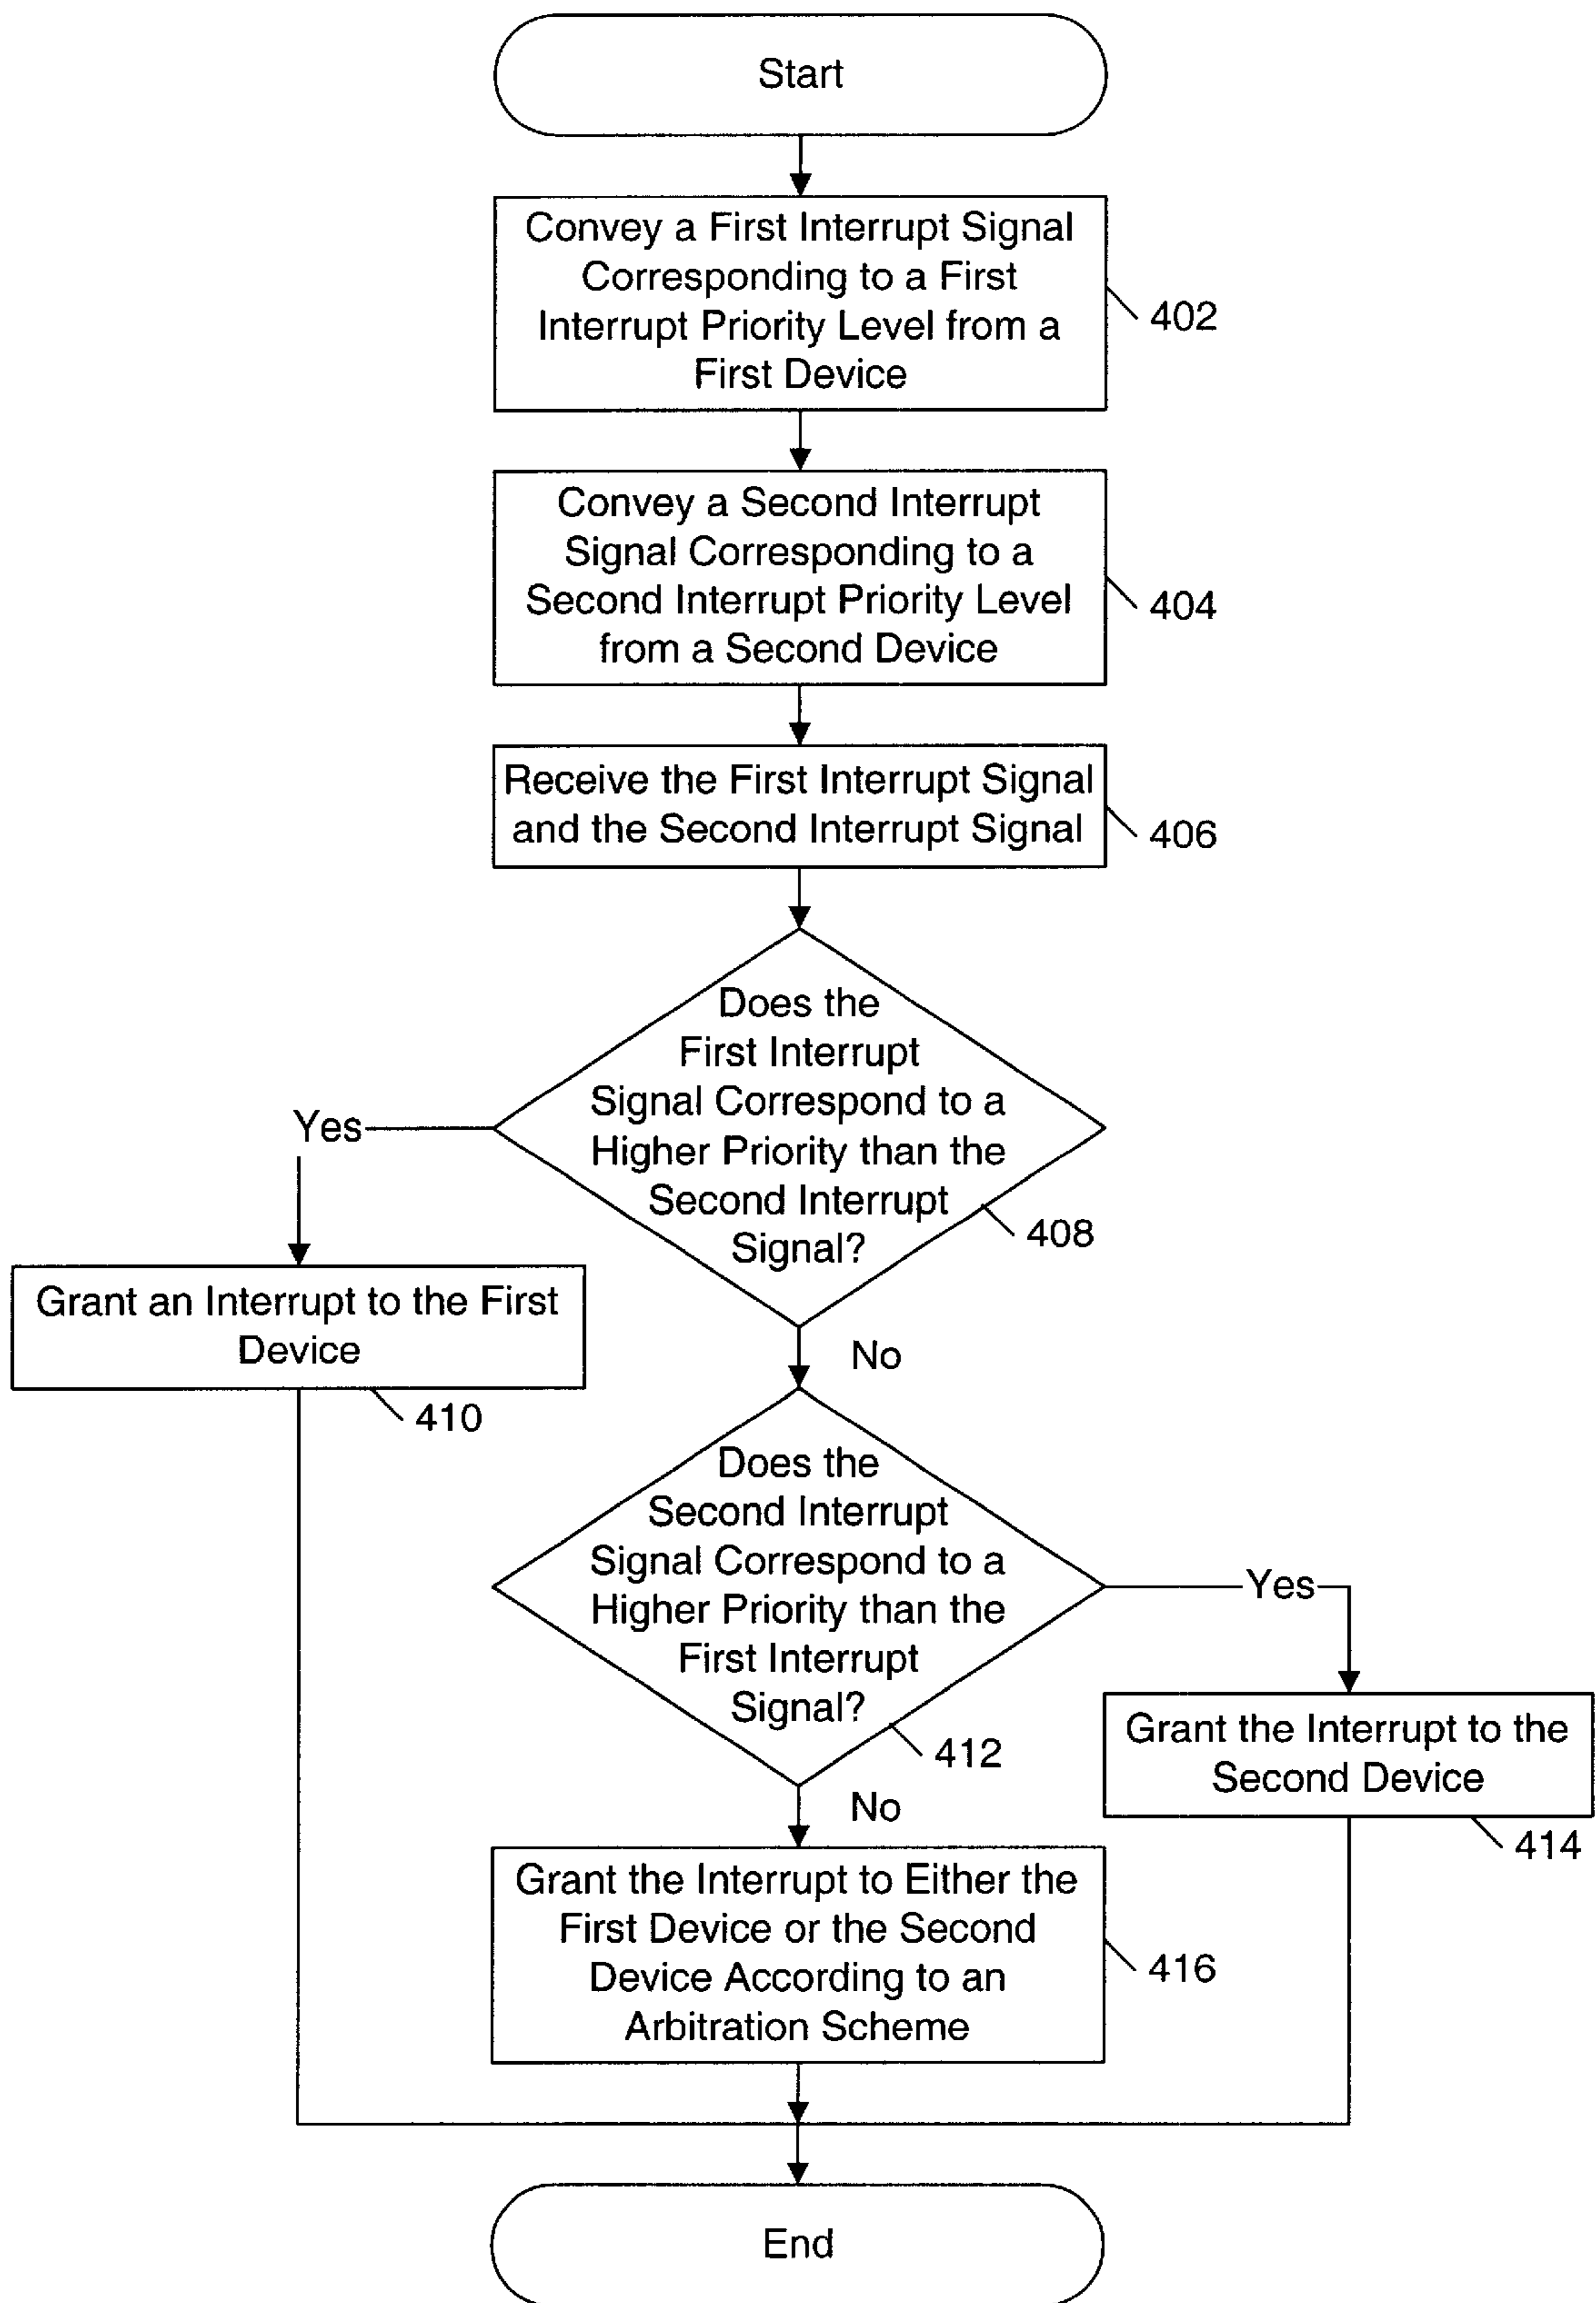 Start
Convey a First Interrupt Signal
Corresponding to a First
Interrupt Priority Level from a
First Device
402
Convey a Second Interrupt
Signal Corresponding to a
Second Interrupt Priority Level
from a Second Device
404
Receive the First Interrupt Signal
and the Second Interrupt Signal
406
Does the
First Interrupt
Signal Correspond to a
Higher Priority than the
Second Interrupt
Signal?
408
Yes
Grant an Interrupt to the First
Device
410
No
Does the
Second Interrupt
Signal Correspond to a
Higher Priority than the
First Interrupt
Signal?
412
Yes
Grant the Interrupt to the
Second Device
414
No
Grant the Interrupt to Either the
First Device or the Second
Device According to an
Arbitration Scheme
416
End